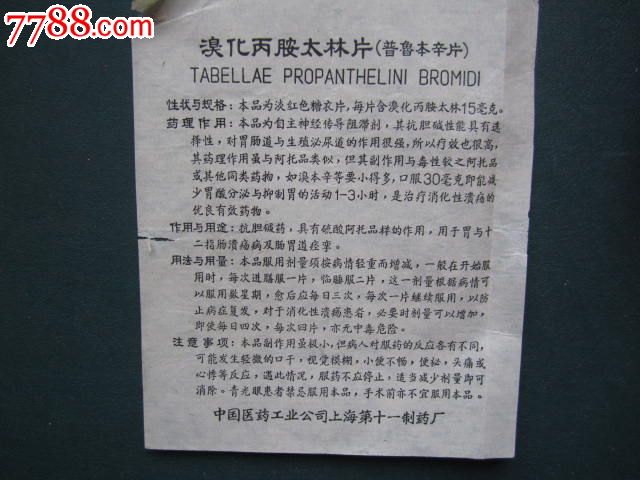 7788.com
溴化丙胺太林片(普鲁本辛片)
TABELLAE PROPANTHELINI BROMIDI
性状与规格:本品为淡红色糖衣片,每片含溴化丙胺太林15毫克。
药理作用:本品为自主神经传导阻滞剂,其抗胆碱性能具有选
择性,对胃肠道与生殖泌尿道的作用很强,所以疗效也很高,
其药理作用虽与阿托品类似,但其副作用与毒性较之阿托品
或其他同类药物,如溴本辛等要小得多,口服30毫克即能减
少胃酸分泌与抑制胃的活动1-3小时,是治疗消化性溃疡的
优良有效药物。
作用与用途:抗胆碱药,具有硫酸阿托品样的作用,用于胃与十
二指肠溃疡病及肠胃道痉挛。
用法与用量:本品服用剂量须按病情轻重而增减,一般在开始服
用时,每次进膳服一片,临睡服二片,这一剂量根据病情可
以服用数星期,愈后应每日三次,每次一片继续服用,以防
止病症复发,对于消化性溃疡患者,必要时剂量可以增加,
即使每日四次,每次四片,亦无中毒危险。
注意事项:本品副作用虽极小,但病人对服药的反应各有不同,
可能发生轻微的口干,视觉模糊,小便不畅,便秘,头痛或
心悸等反应,遇此情况,服药不应停止,适当减少剂量即可
消除。青光眼患者禁忌服用本品,手术前亦不宜服用本品。
中国医药工业公司上海第十一制药厂